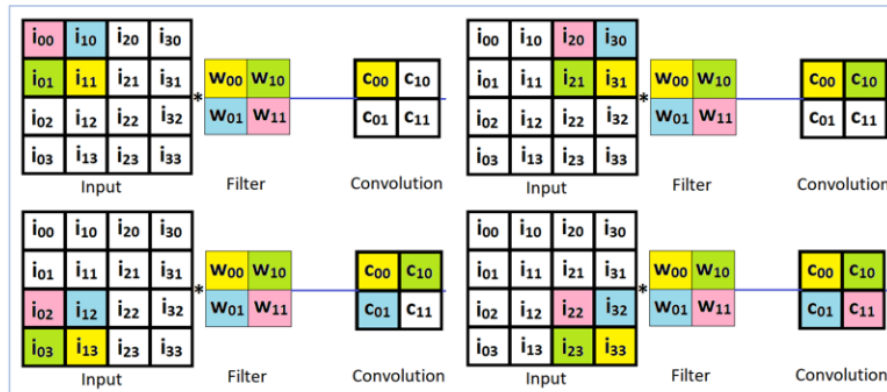 i00 i10 i20 i30
i01 i11 i21 i31
i02 i12 i22 i32
i03 i13 i23 i33
Input
*
w00 w10
w01 w11
Filter
c00 c10
c01 c11
Convolution
i00 i10 i20 i30
i01 i11 i21 i31
i02 i12 i22 i32
i03 i13 i23 i33
Input
*
w00 w10
w01 w11
Filter
c00 c10
c01 c11
Convolution
i00 i10 i20 i30
i01 i11 i21 i31
i02 i12 i22 i32
i03 i13 i23 i33
Input
*
w00 w10
w01 w11
Filter
c00 c10
c01 c11
Convolution
i00 i10 i20 i30
i01 i11 i21 i31
i02 i12 i22 i32
i03 i13 i23 i33
Input
*
w00 w10
w01 w11
Filter
c00 c10
c01 c11
Convolution